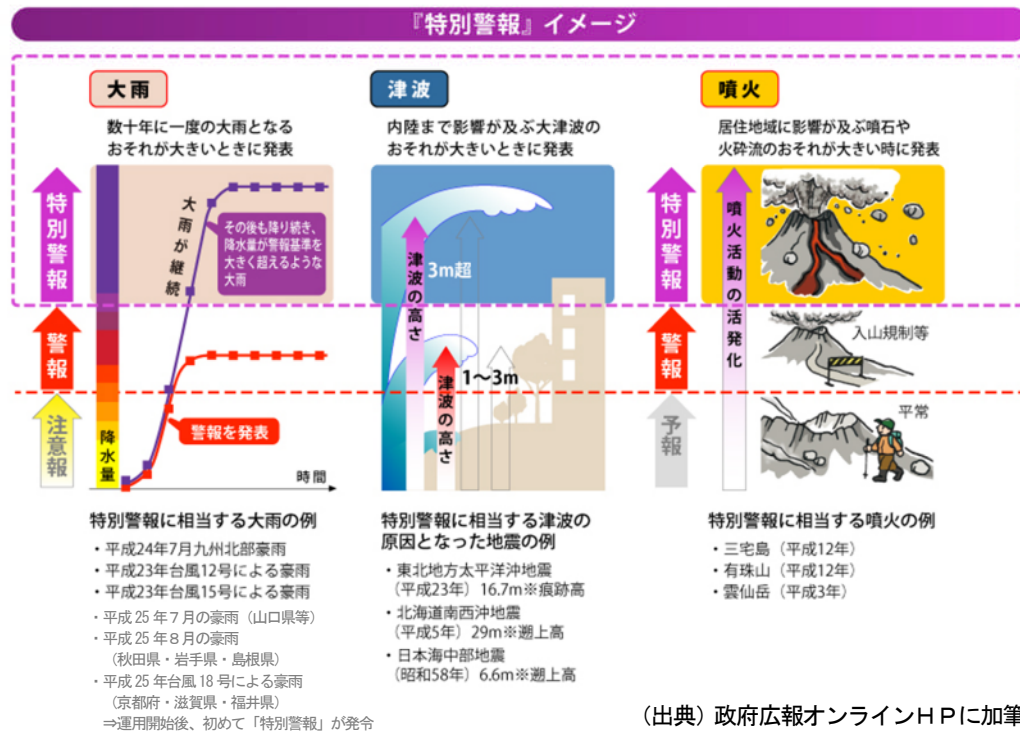 『特別警報』イメージ
大雨
数十年に一度の大雨となる
おそれが大きいときに発表
特別警報
警報
注意報
降水量
大雨が継続
その後も降り続き、
降水量が警報基準を
大きく超えるような
大雨
警報を発表
時間
特別警報に相当する大雨の例
・平成24年7月九州北部豪雨
・平成23年台風12号による豪雨
・平成23年台風15号による豪雨
・平成25年7月の豪雨（山口県等）
・平成25年8月の豪雨
（秋田県・岩手県・島根県）
・平成25年台風18号による豪雨
（京都府・滋賀県・福井県）
⇒運用開始後、初めて「特別警報」が発令
津波
内陸まで影響が及ぶ大津波の
おそれが大きいときに発表
津波の高さ
3m超
津波の高さ
1～3m
特別警報に相当する津波の
原因となった地震の例
・東北地方太平洋沖地震
（平成23年）16.7m※痕跡高
・北海道南西沖地震
（平成5年）29m※遡上高
・日本海中部地震
（昭和58年）6.6m※遡上高
噴火
居住地域に影響が及ぶ噴石や
火砕流のおそれが大きい時に発表
特別警報
警報
予報
噴火活動の活発化
入山規制等
平常
特別警報に相当する噴火の例
・三宅島（平成12年）
・有珠山（平成12年）
・雲仙岳（平成3年）
（出典）政府広報オンラインＨＰに加筆